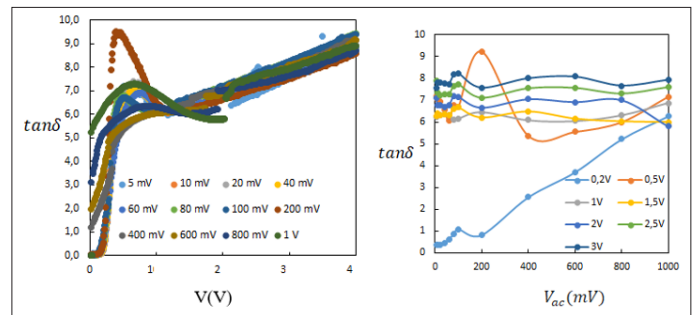 10,0
9,0
8,0
7,0
6,0
5,0
4,0
3,0
2,0
1,0
0,0
tanδ
5 mV
10 mV
20 mV
40 mV
60 mV
80 mV
100 mV
200 mV
400 mV
600 mV
800 mV
1 V
0
1
2
3
4
V(V)
10
9
8
7
6
5
4
3
2
1
0
tanδ
0,2V
0,5V
1V
1,5V
2V
2,5V
3V
0
200
400
600
800
1000
Vac(mV)